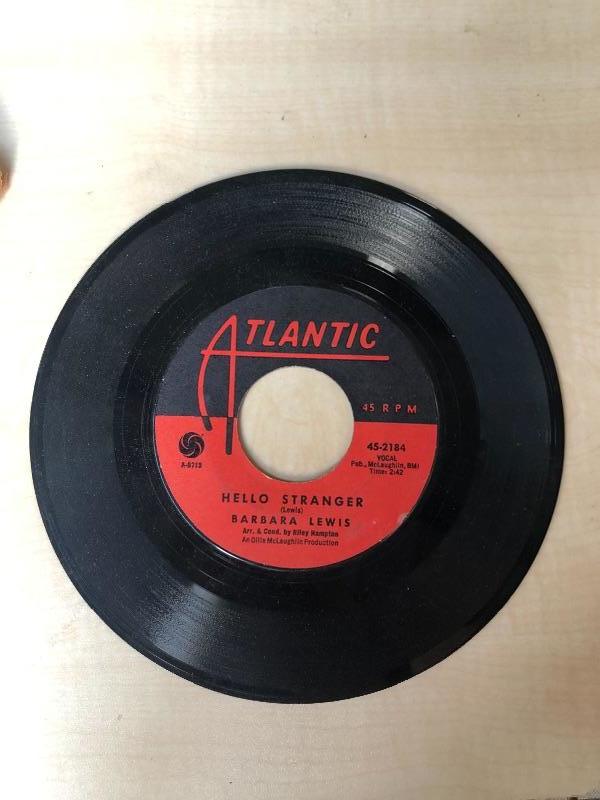 ATLANTIC
45 RPM
45-2184
VOCAL
Pub., McLaughlin, BMI
Time: 2:42
A-6713
HELLO STRANGER
(Lewis)
BARBARA LEWIS
Arr. & Cond. by Riley Hampton
An Ollie McLaughlin Production